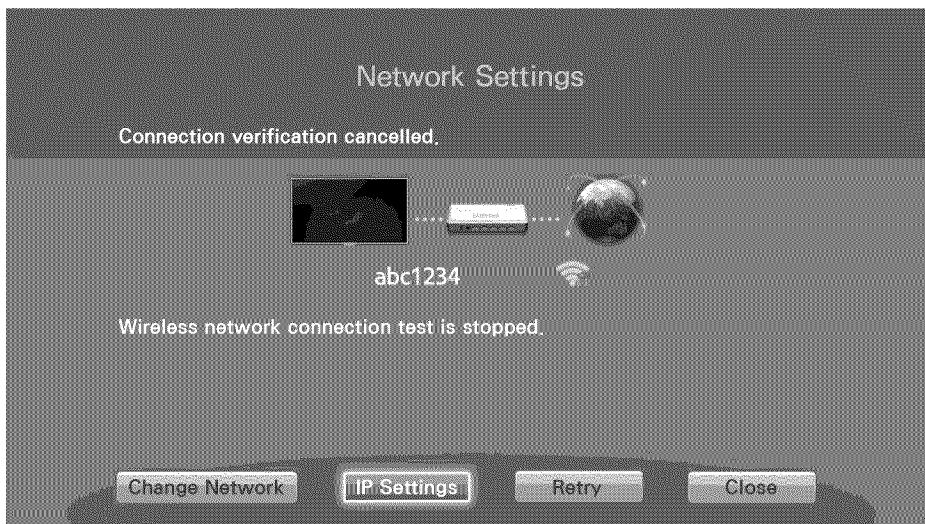 Network Settings
Connection verification cancelled.
abc1234
Wireless network connection test is stopped.
Change Network
IP Settings
Retry
Close